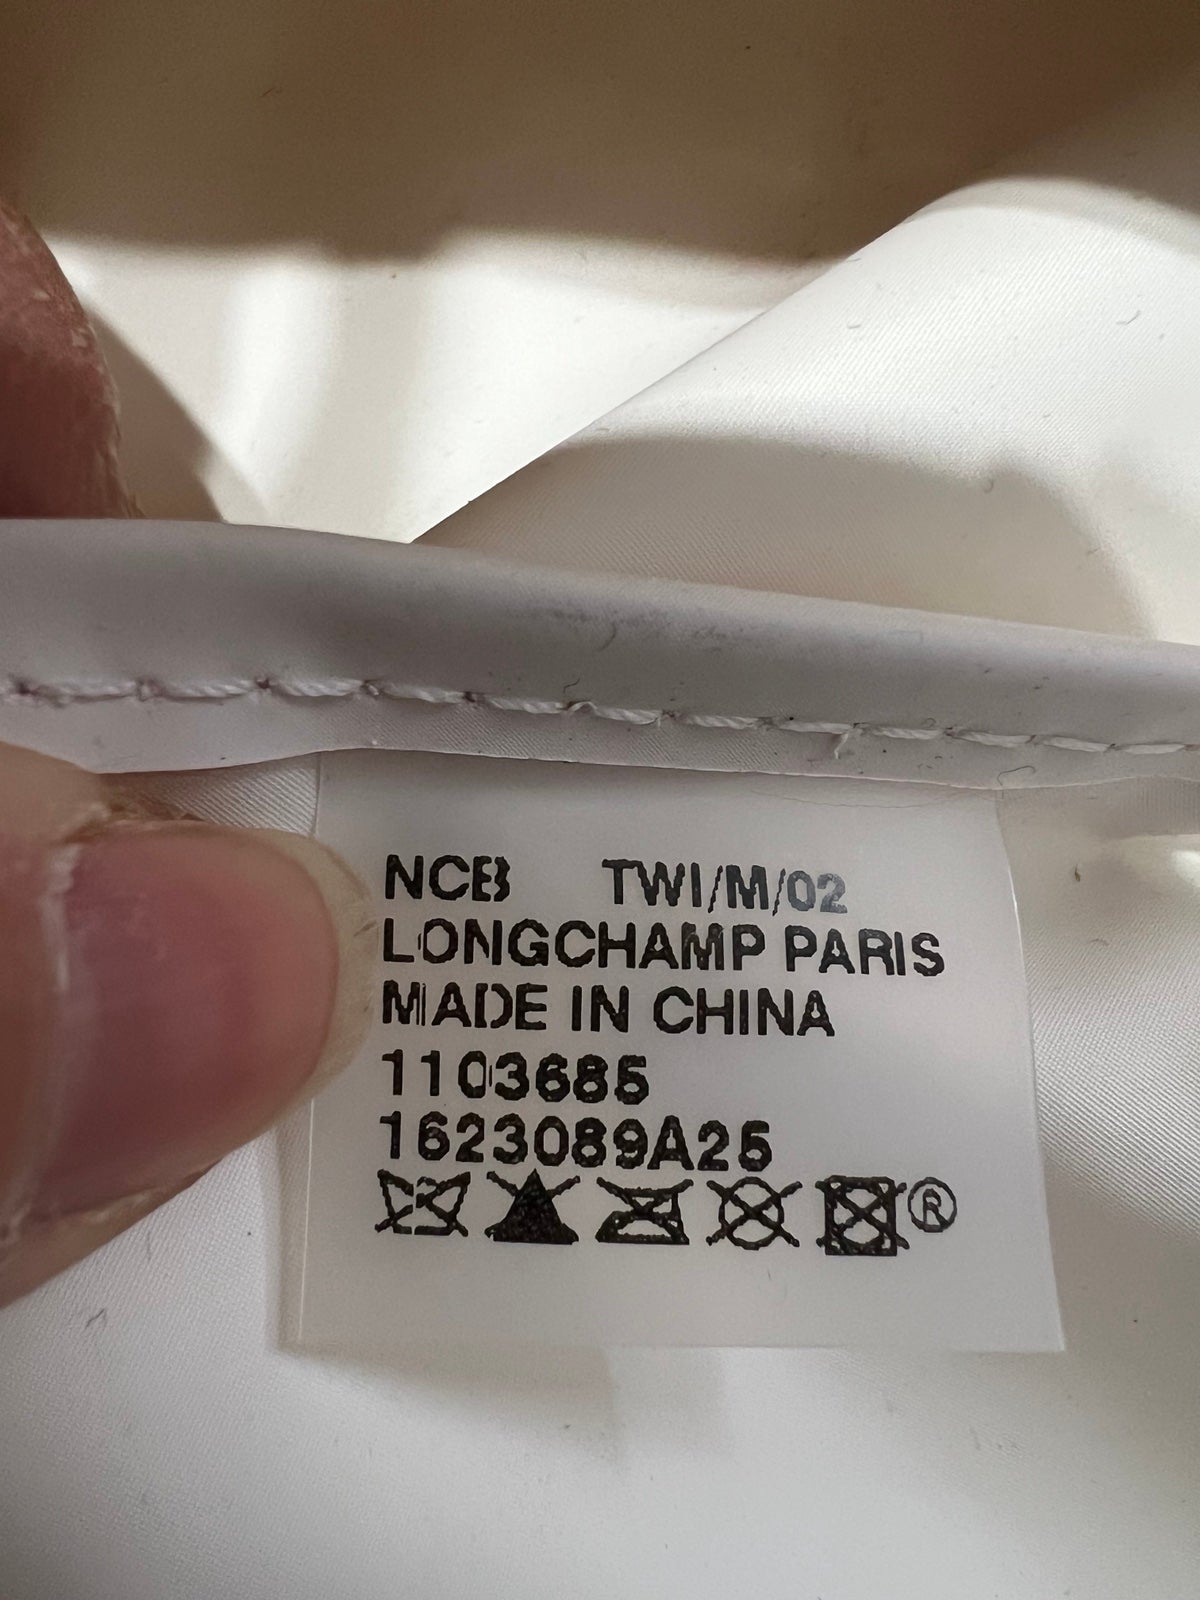 NCB TWI/M/02
LONGCHAMP PARIS
MADE IN CHINA
1103685
1623089A25
®